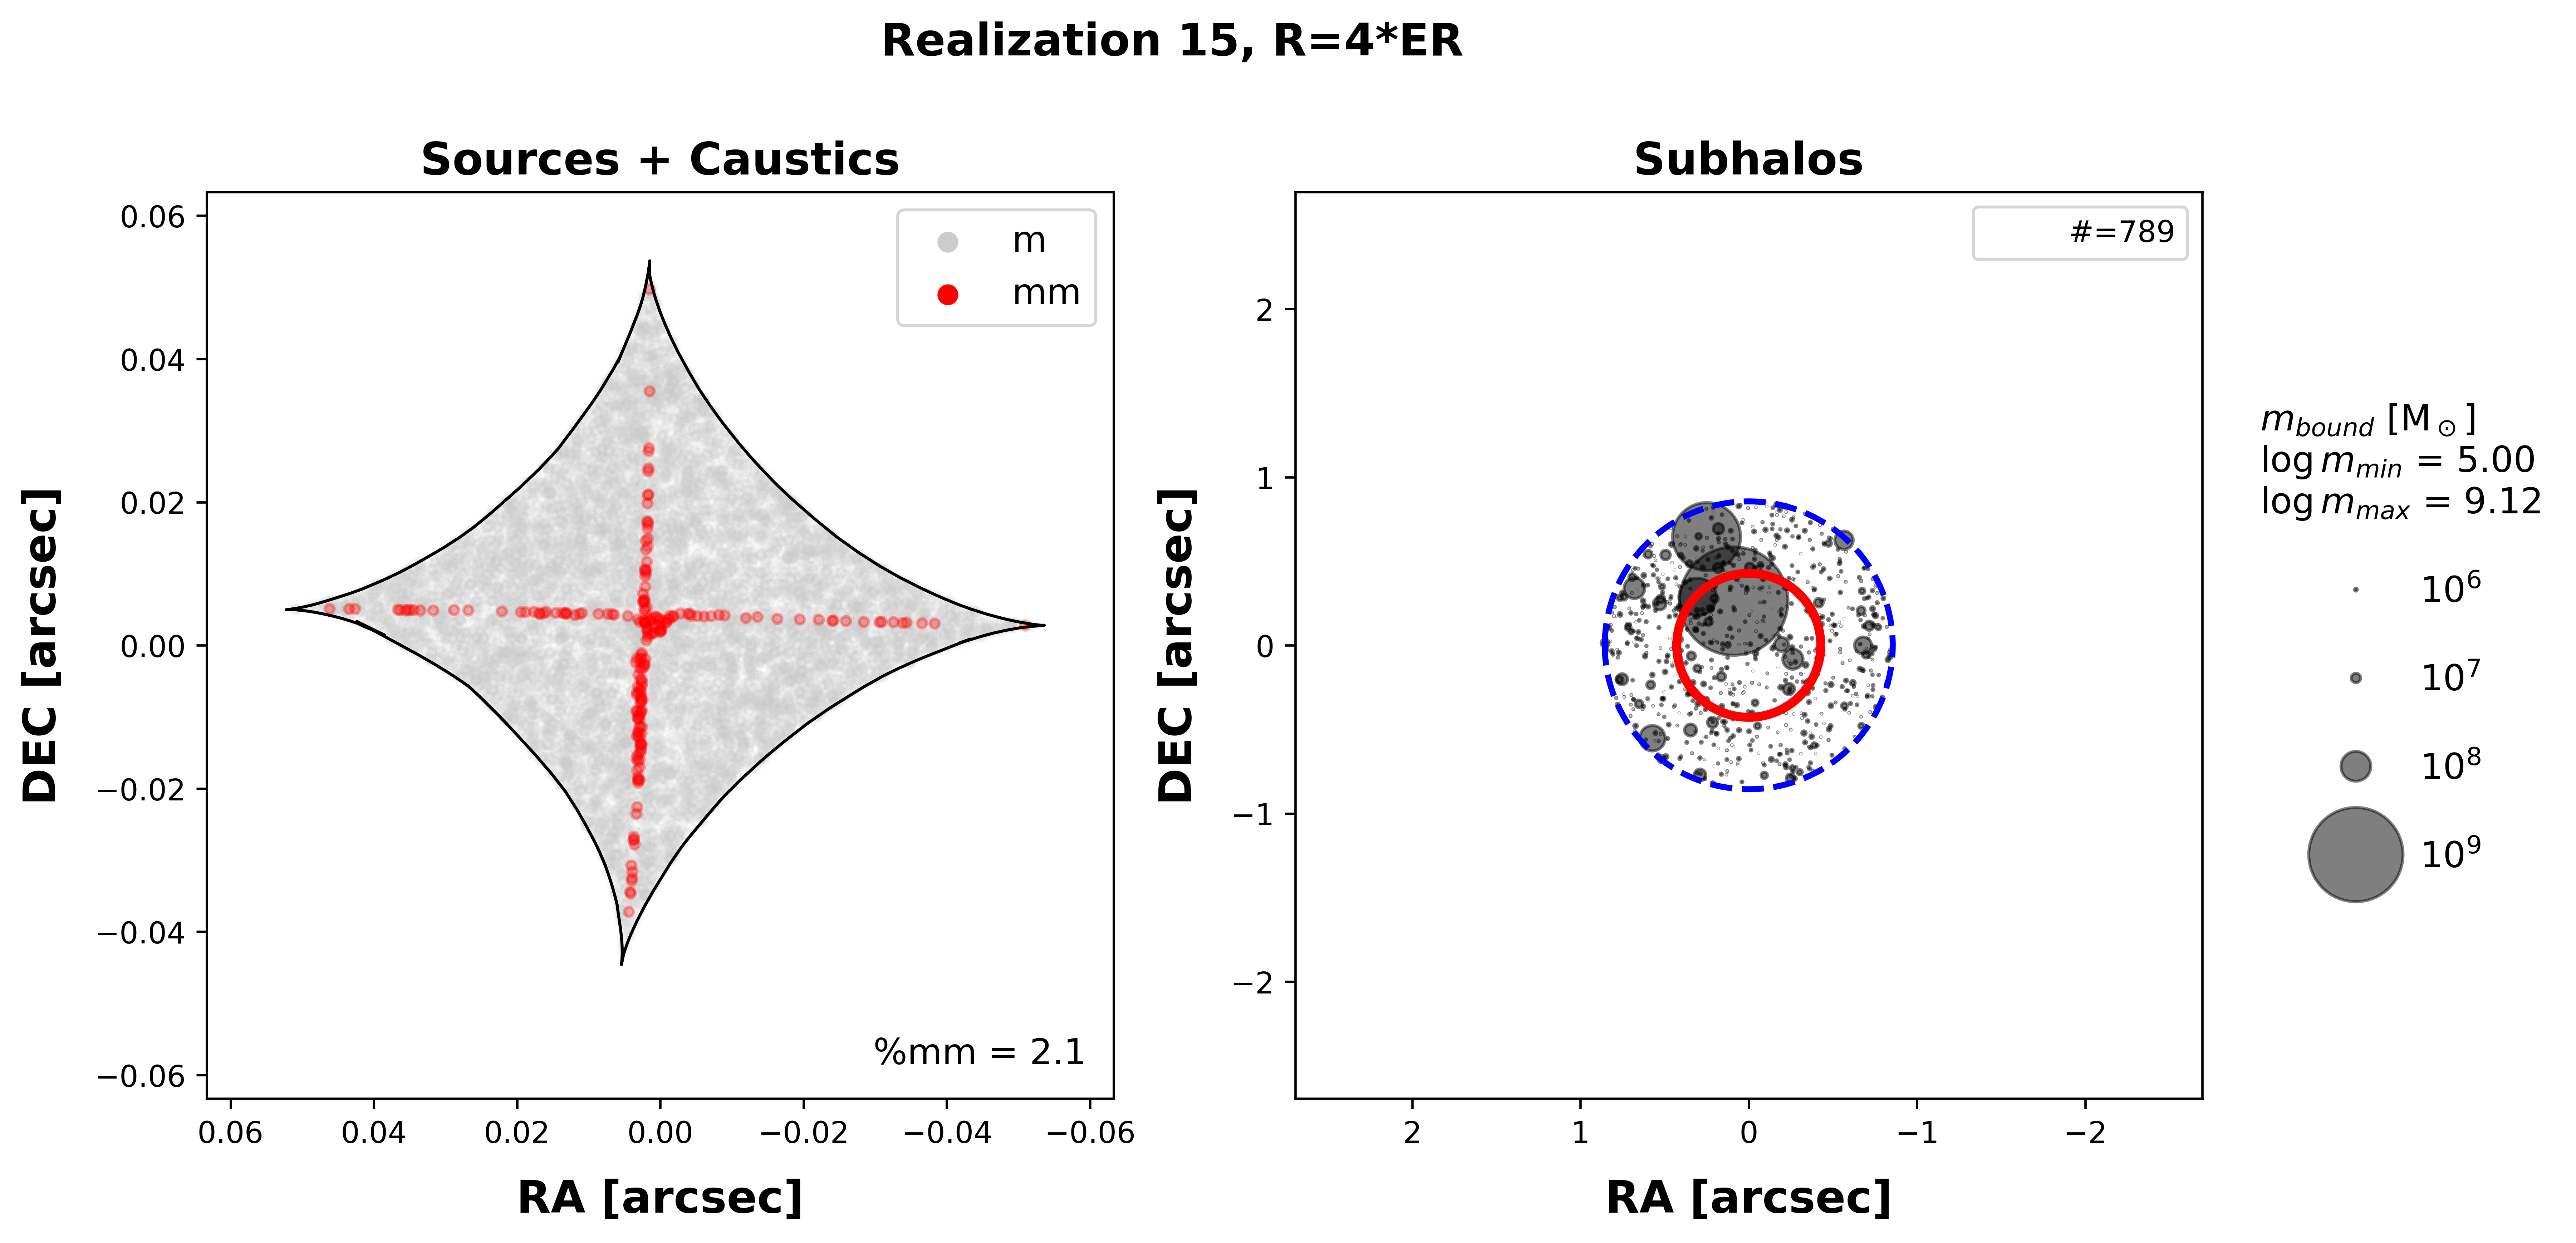 Realization 15, R=4*ER
Sources + Caustics
m
mm
%mm = 2.1
0.06
0.04
0.02
0.00
−0.02
−0.04
−0.06
0.06
0.04
0.02
0.00
−0.02
−0.04
−0.06
DEC [arcsec]
RA [arcsec]
Subhalos
#=789
2
1
0
−1
−2
2
1
0
−1
−2
DEC [arcsec]
RA [arcsec]
m_bound [M_⊙]
log m_min = 5.00
log m_max = 9.12
10^6
10^7
10^8
10^9